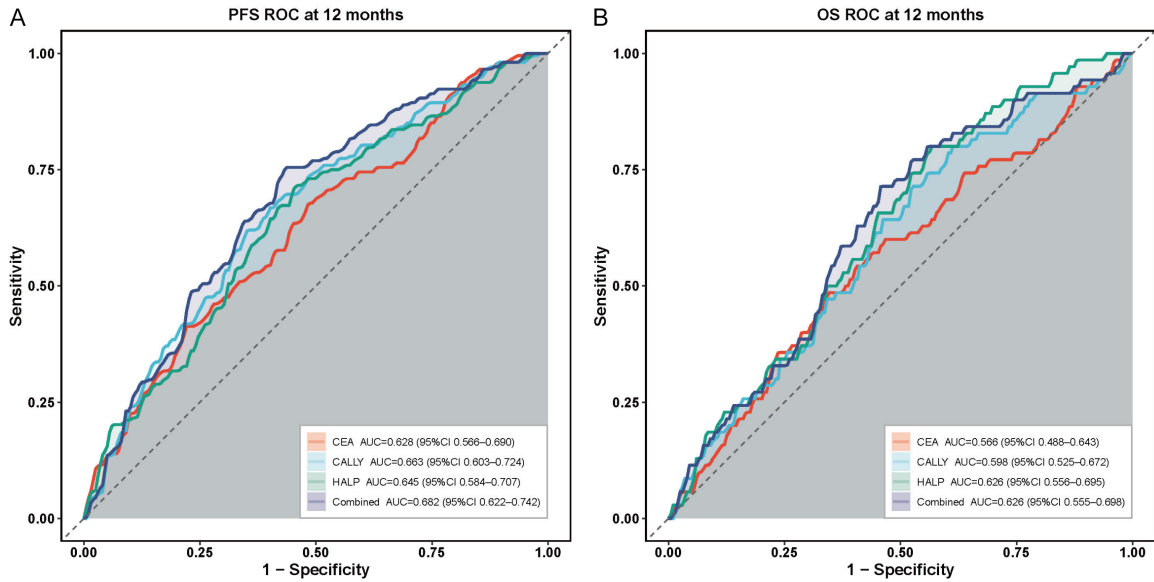 A
PFS ROC at 12 months
Sensitivity
1.00
0.75
0.50
0.25
0.00
CEA AUC=0.628 (95%CI 0.566–0.690)
CALLY AUC=0.663 (95%CI 0.603–0.724)
HALP AUC=0.645 (95%CI 0.584–0.707)
Combined AUC=0.682 (95%CI 0.622–0.742)
0.00 0.25 0.50 0.75 1.00
1 − Specificity
B
OS ROC at 12 months
Sensitivity
1.00
0.75
0.50
0.25
0.00
CEA AUC=0.566 (95%CI 0.488–0.643)
CALLY AUC=0.598 (95%CI 0.525–0.672)
HALP AUC=0.626 (95%CI 0.556–0.695)
Combined AUC=0.626 (95%CI 0.555–0.698)
0.00 0.25 0.50 0.75 1.00
1 − Specificity